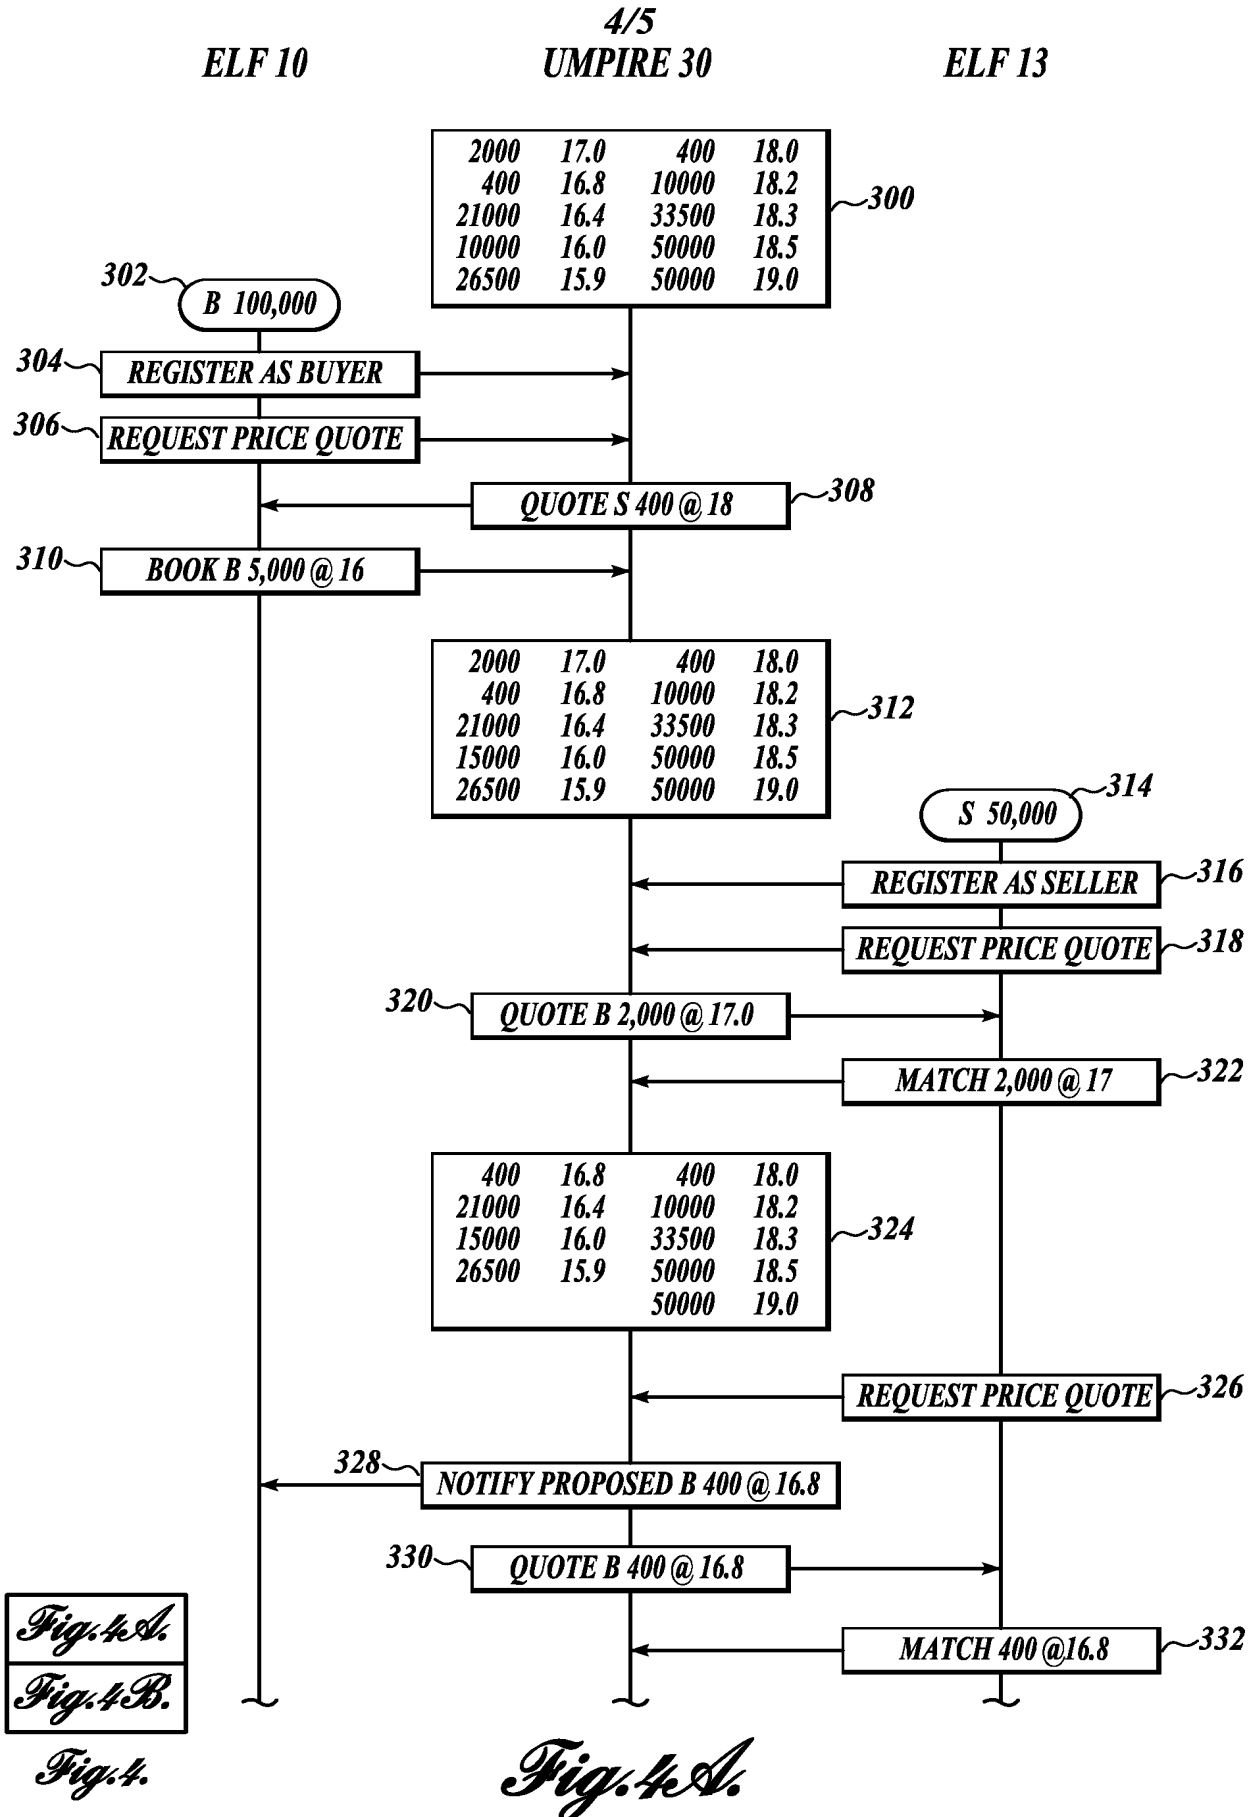 4/5
ELF 10 UMPIRE 30 ELF 13
2000 17.0 400 18.0
400 16.8 10000 18.2
21000 16.4 33500 18.3
10000 16.0 50000 18.5
26500 15.9 50000 19.0
300
302
B 100,000
304
REGISTER AS BUYER
306
REQUEST PRICE QUOTE
QUOTE S 400 @ 18
308
310
BOOK B 5,000 @ 16
2000 17.0 400 18.0
400 16.8 10000 18.2
21000 16.4 33500 18.3
15000 16.0 50000 18.5
26500 15.9 50000 19.0
312
314
S 50,000
REGISTER AS SELLER
316
REQUEST PRICE QUOTE
318
320
QUOTE B 2,000 @ 17.0
MATCH 2,000 @ 17
322
400 16.8 400 18.0
21000 16.4 10000 18.2
15000 16.0 33500 18.3
26500 15.9 50000 18.5
50000 19.0
324
REQUEST PRICE QUOTE
326
328
NOTIFY PROPOSED B 400 @ 16.8
330
QUOTE B 400 @ 16.8
MATCH 400 @16.8
332
Fig. 4A.
Fig. 4B.
Fig. 4.
Fig. 4A.